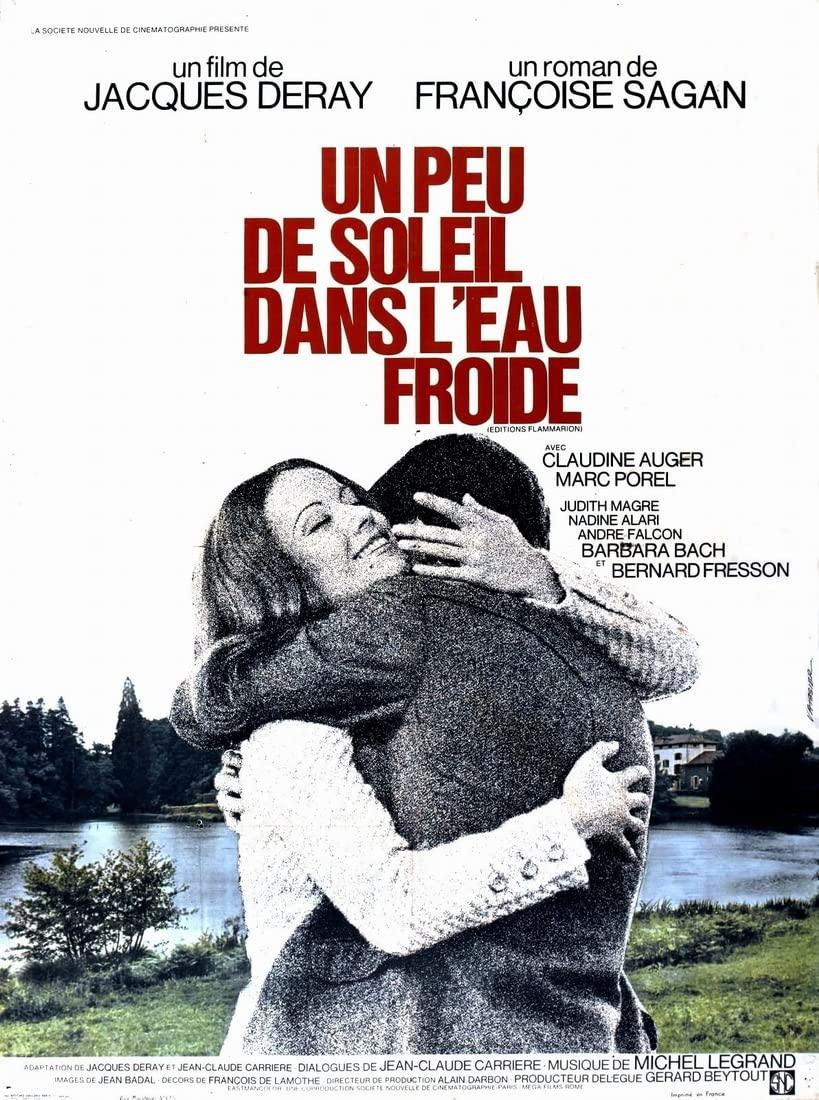 LA SOCIETE NOUVELLE DE CINEMATOGRAPHIE PRESENTE
un film de
JACQUES DERAY
un roman de
FRANÇOISE SAGAN
UN PEU
DE SOLEIL
DANS L'EAU
FROIDE
(EDITIONS FLAMMARION)
AVEC
CLAUDINE AUGER
MARC POREL
JUDITH MAGRE
NADINE ALARI
ANDRE FALCON
BARBARA BACH
ET
BERNARD FRESSON
ADAPTATION DE JACQUES DERAY ET JEAN-CLAUDE CARRIERE · DIALOGUES DE JEAN-CLAUDE CARRIERE · MUSIQUE DE MICHEL LEGRAND
IMAGES DE JEAN BADAL · DECORS DE FRANÇOIS DE LAMOTHE · DIRECTEUR DE PRODUCTION ALAIN DARBON · PRODUCTEUR DELEGUE GERARD BEYTOUT
EASTMANCOLOR · UNE COPRODUCTION SOCIETE NOUVELLE DE CINEMATOGRAPHIE-PARIS · MEGA FILMS ROME
SNC
Imprimé en France